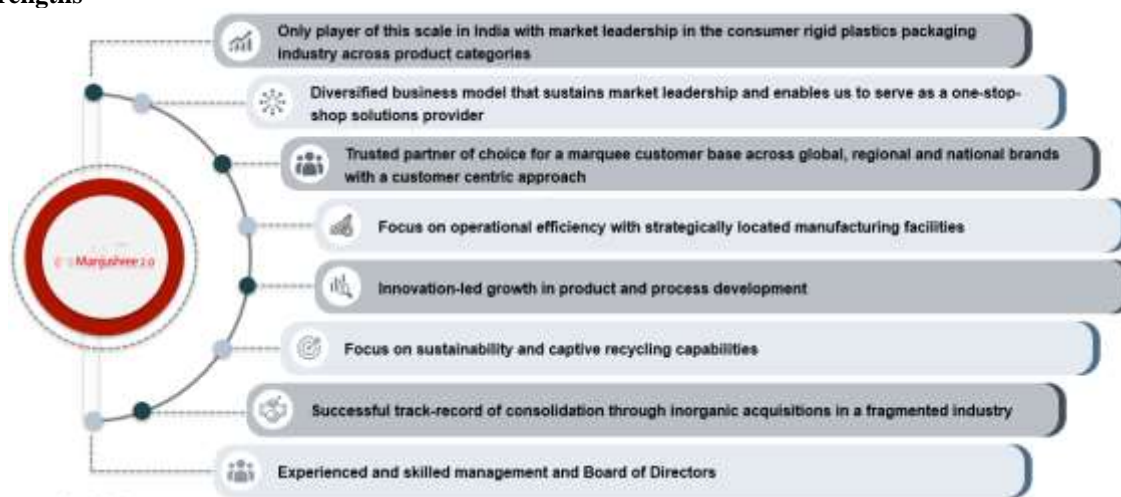 rengths
Only player of this scale in India with market leadership in the consumer rigid plastics packaging
industry across product categories
Diversified business model that sustains market leadership and enables us to serve as a one-stop-
shop solutions provider
Trusted partner of choice for a marquee customer base across global, regional and national brands
with a customer centric approach
Focus on operational efficiency with strategically located manufacturing facilities
Manjushree 2.0
Innovation-led growth in product and process development
Focus on sustainability and captive recycling capabilities
Successful track-record of consolidation through inorganic acquisitions in a fragmented industry
Experienced and skilled management and Board of Directors